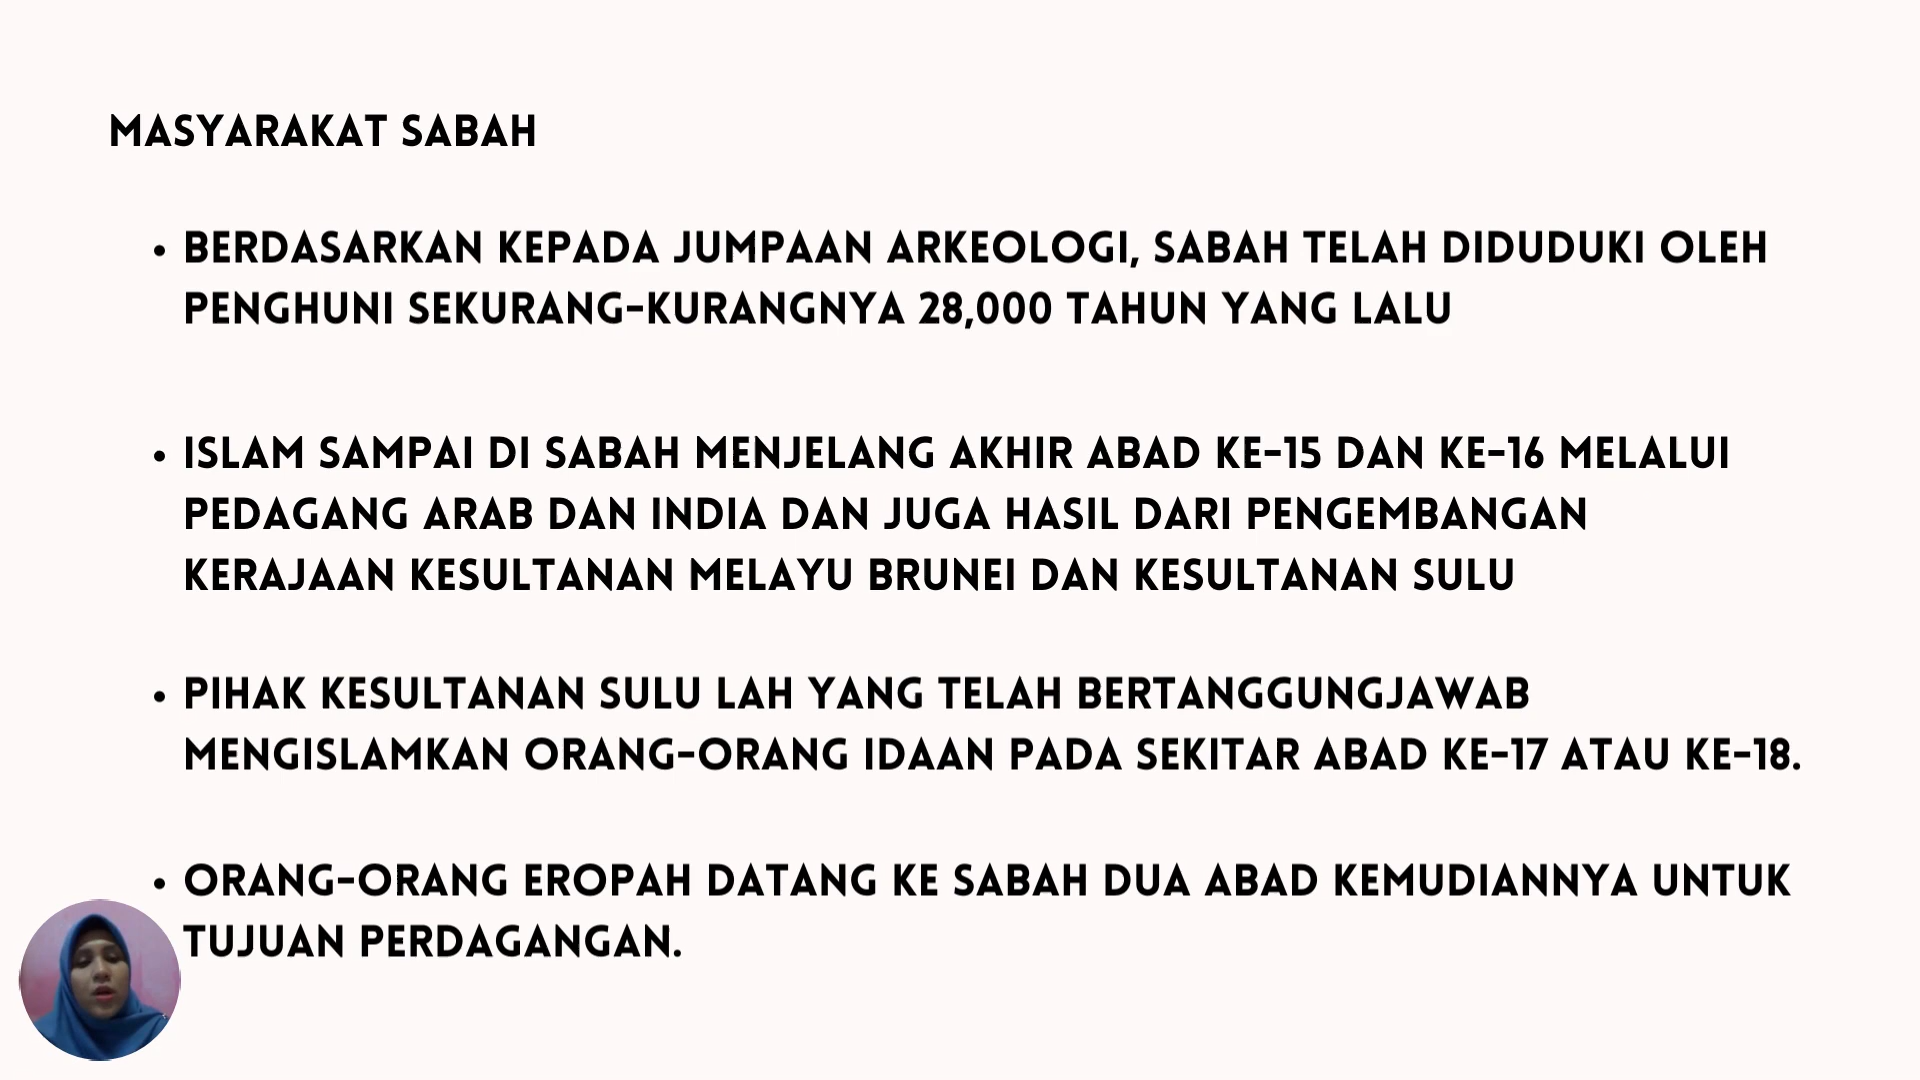 MASYARAKAT SABAH
• BERDASARKAN KEPADA JUMPAAN ARKEOLOGI, SABAH TELAH DIDUDUKI OLEH
PENGHUNI SEKURANG-KURANGNYA 28,000 TAHUN YANG LALU
• ISLAM SAMPAI DI SABAH MENJELANG AKHIR ABAD KE-15 DAN KE-16 MELALUI
PEDAGANG ARAB DAN INDIA DAN JUGA HASIL DARI PENGEMBANGAN
KERAJAAN KESULTANAN MELAYU BRUNEI DAN KESULTANAN SULU
• PIHAK KESULTANAN SULU LAH YANG TELAH BERTANGGUNGJAWAB
MENGISLAMKAN ORANG-ORANG IDAAN PADA SEKITAR ABAD KE-17 ATAU KE-18.
• ORANG-ORANG EROPAH DATANG KE SABAH DUA ABAD KEMUDIANNYA UNTUK
TUJUAN PERDAGANGAN.